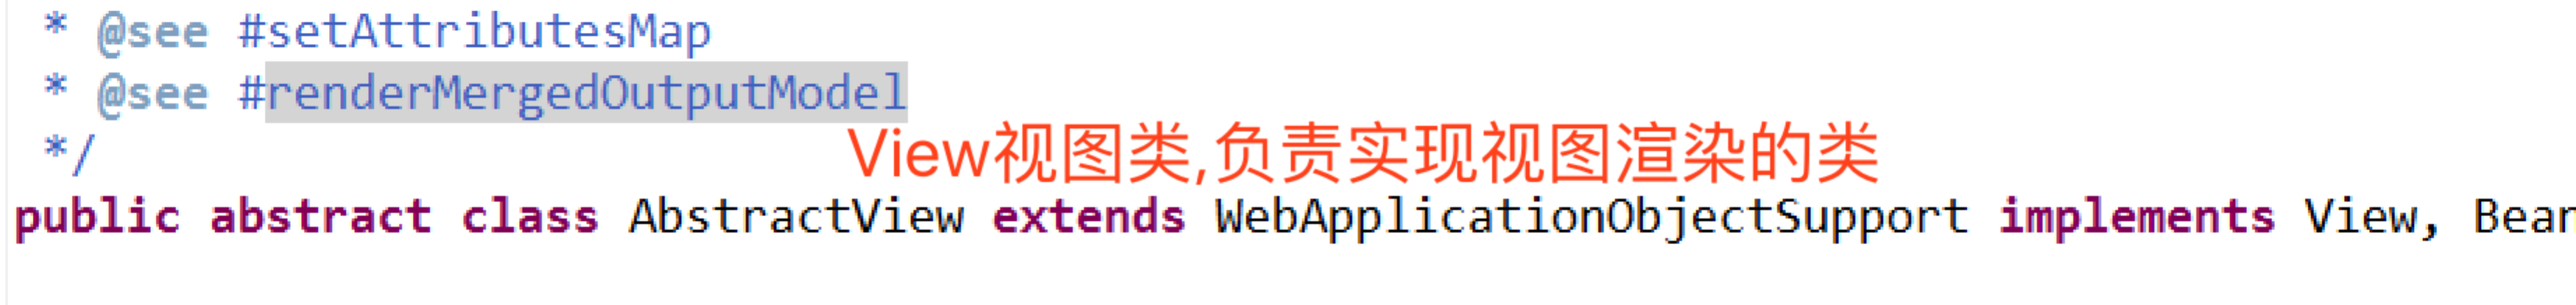 * @see #setAttributesMap
* @see #renderMergedOutputModel
*/
View视图类,负责实现视图渲染的类
public abstract class AbstractView extends WebApplicationObjectSupport implements View, Bean